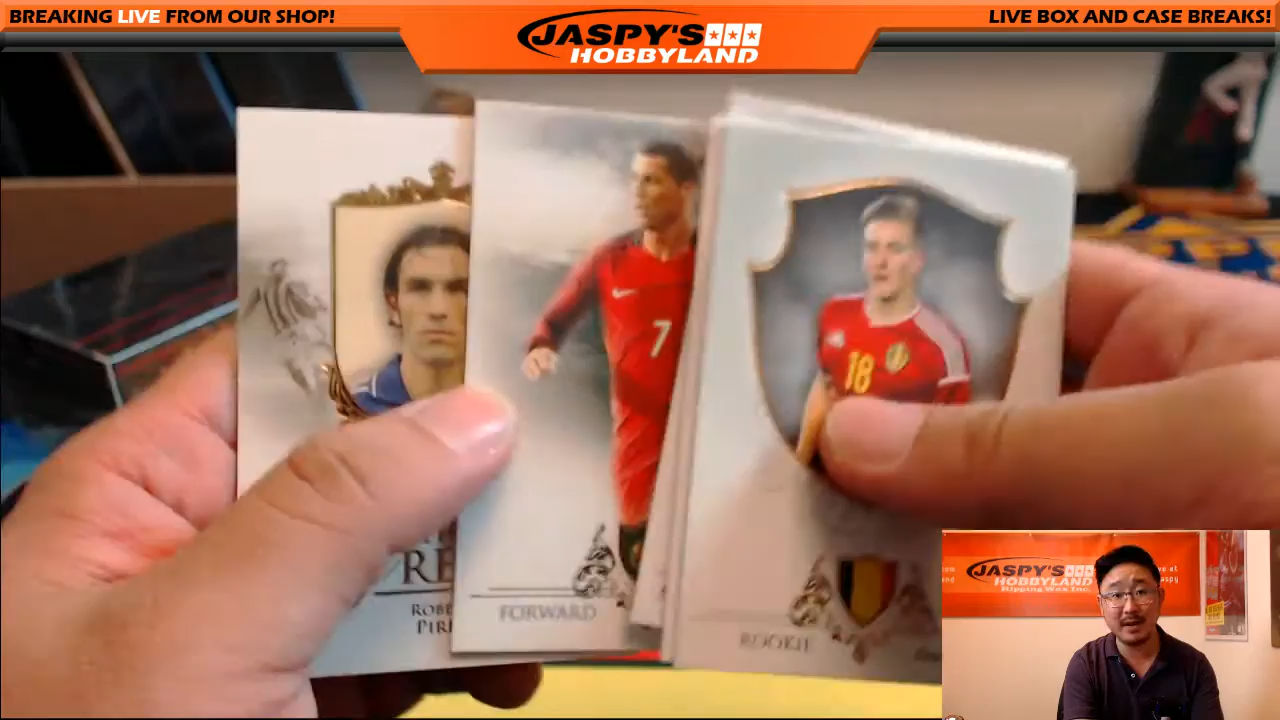 BREAKING LIVE FROM OUR SHOP!
JASPY'S
HOBBYLAND
LIVE BOX AND CASE BREAKS!
7
18
RE
ROBE
PIR
FORWARD
ROOKIE
JASPY'S
HOBBYLAND
Ripping Wax Inc.